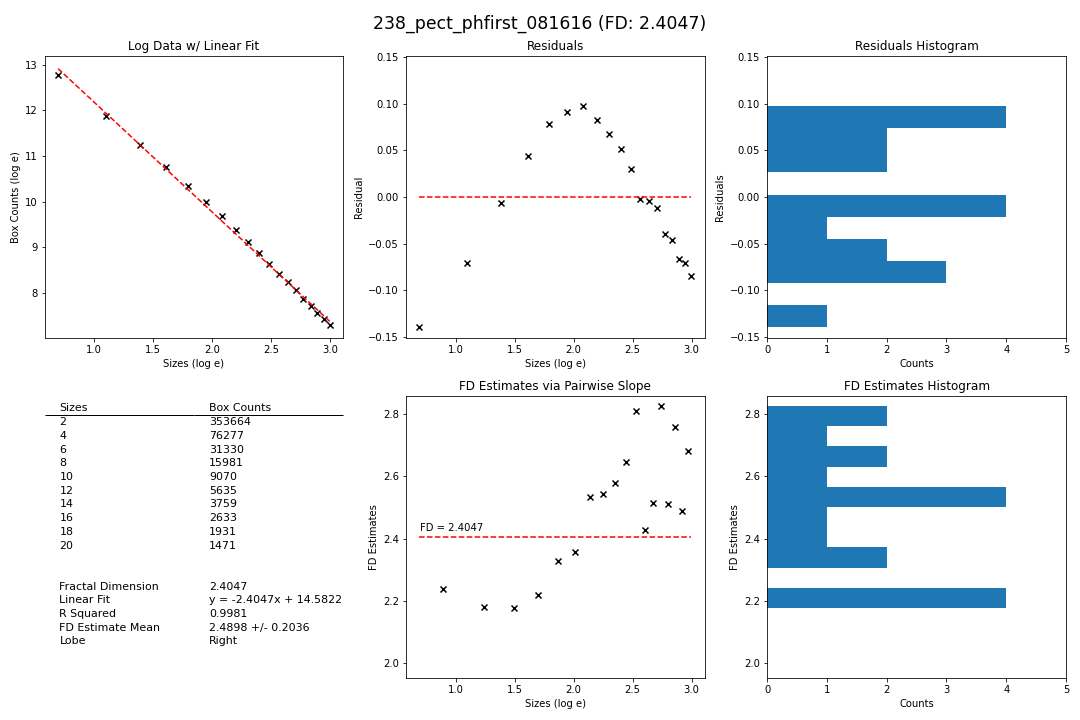 238_pect_phfirst_081616 (FD: 2.4047)
Log Data w/ Linear Fit
13
12
11
10
9
8
Box Counts (log e)
1.0 1.5 2.0 2.5 3.0
Sizes (log e)
Residuals
0.15
0.10
0.05
0.00
−0.05
−0.10
−0.15
Residual
1.0 1.5 2.0 2.5 3.0
Sizes (log e)
Residuals Histogram
0.15
0.10
0.05
0.00
−0.05
−0.10
−0.15
Residuals
0 1 2 3 4 5
Counts
Sizes Box Counts
2 353664
4 76277
6 31330
8 15981
10 9070
12 5635
14 3759
16 2633
18 1931
20 1471
Fractal Dimension 2.4047
Linear Fit y = -2.4047x + 14.5822
R Squared 0.9981
FD Estimate Mean 2.4898 +/- 0.2036
Lobe Right
FD Estimates via Pairwise Slope
2.8
2.6
2.4
2.2
2.0
FD Estimates
FD = 2.4047
1.0 1.5 2.0 2.5 3.0
Sizes (log e)
FD Estimates Histogram
2.8
2.6
2.4
2.2
2.0
FD Estimates
0 1 2 3 4 5
Counts